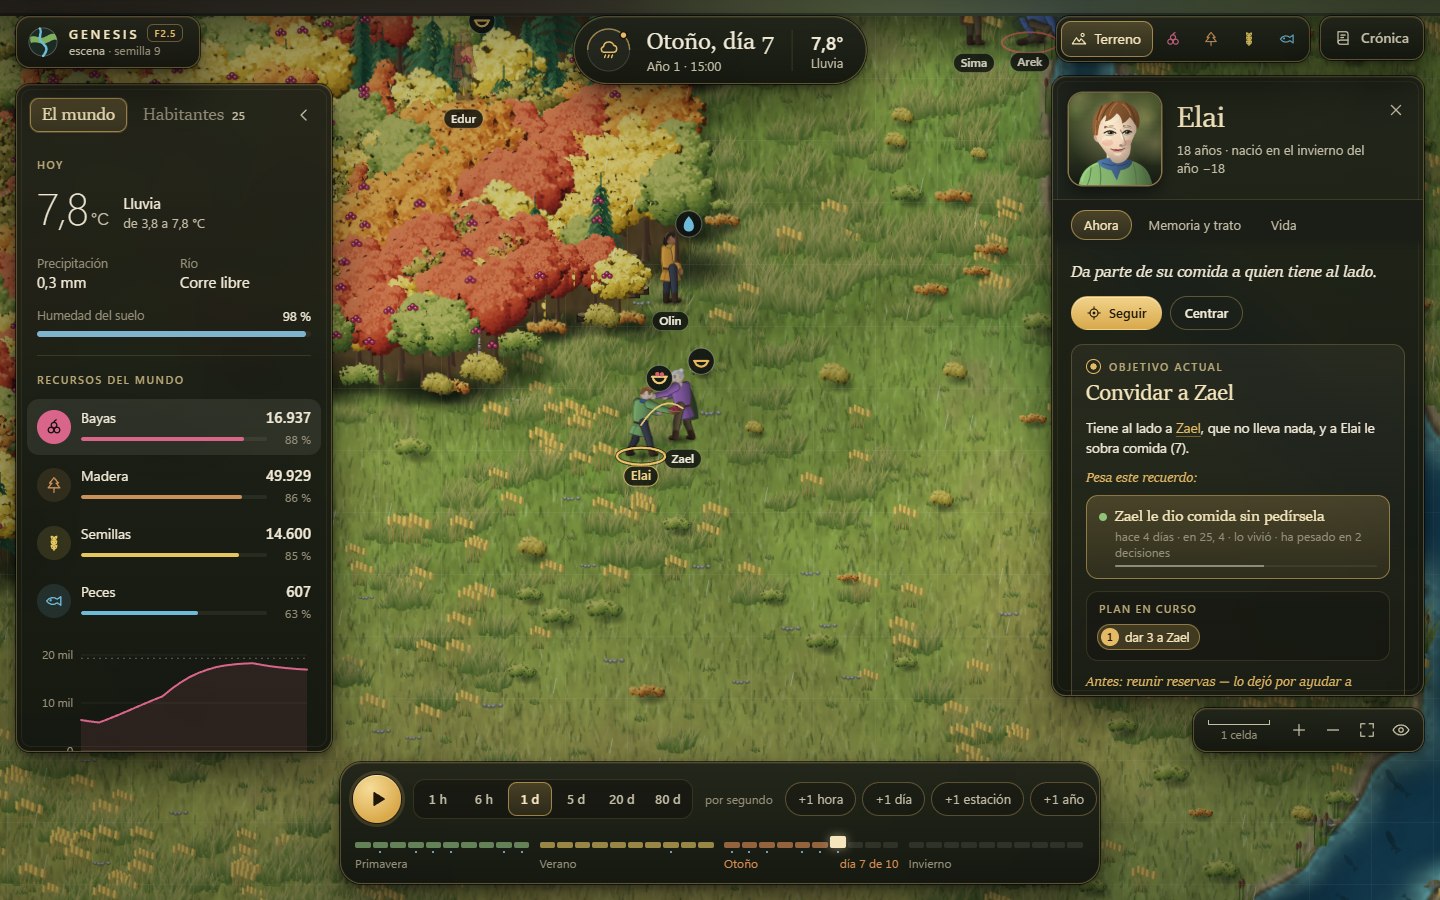 GENESIS F2.5
escena · semilla 9
Otoño, día 7
Año 1 · 15:00
7,8°
Lluvia
Sima
Arek
Terreno
Crónica
El mundo
Habitantes 25
HOY
7,8 °C
Lluvia
de 3,8 a 7,8 °C
Precipitación
0,3 mm
Río
Corre libre
Humedad del suelo 98 %
RECURSOS DEL MUNDO
Bayas 16.937
88 %
Madera 49.929
86 %
Semillas 14.600
85 %
Peces 607
63 %
20 mil
10 mil
0
Edur
Olin
Zael
Elai
Elai
18 años · nació en el invierno del
año −18
Ahora
Memoria y trato
Vida
Da parte de su comida a quien tiene al lado.
Seguir
Centrar
OBJETIVO ACTUAL
Convidar a Zael
Tiene al lado a Zael, que no lleva nada, y a Elai le
sobra comida (7).
Pesa este recuerdo:
Zael le dio comida sin pedírsela
hace 4 días · en 25, 4 · lo vivió · ha pesado en 2
decisiones
PLAN EN CURSO
1 dar 3 a Zael
Antes: reunir reservas — lo dejó por ayudar a
1 celda
1 h
6 h
1 d
5 d
20 d
80 d
por segundo
+1 hora
+1 día
+1 estación
+1 año
Primavera
Verano
Otoño
día 7 de 10
Invierno